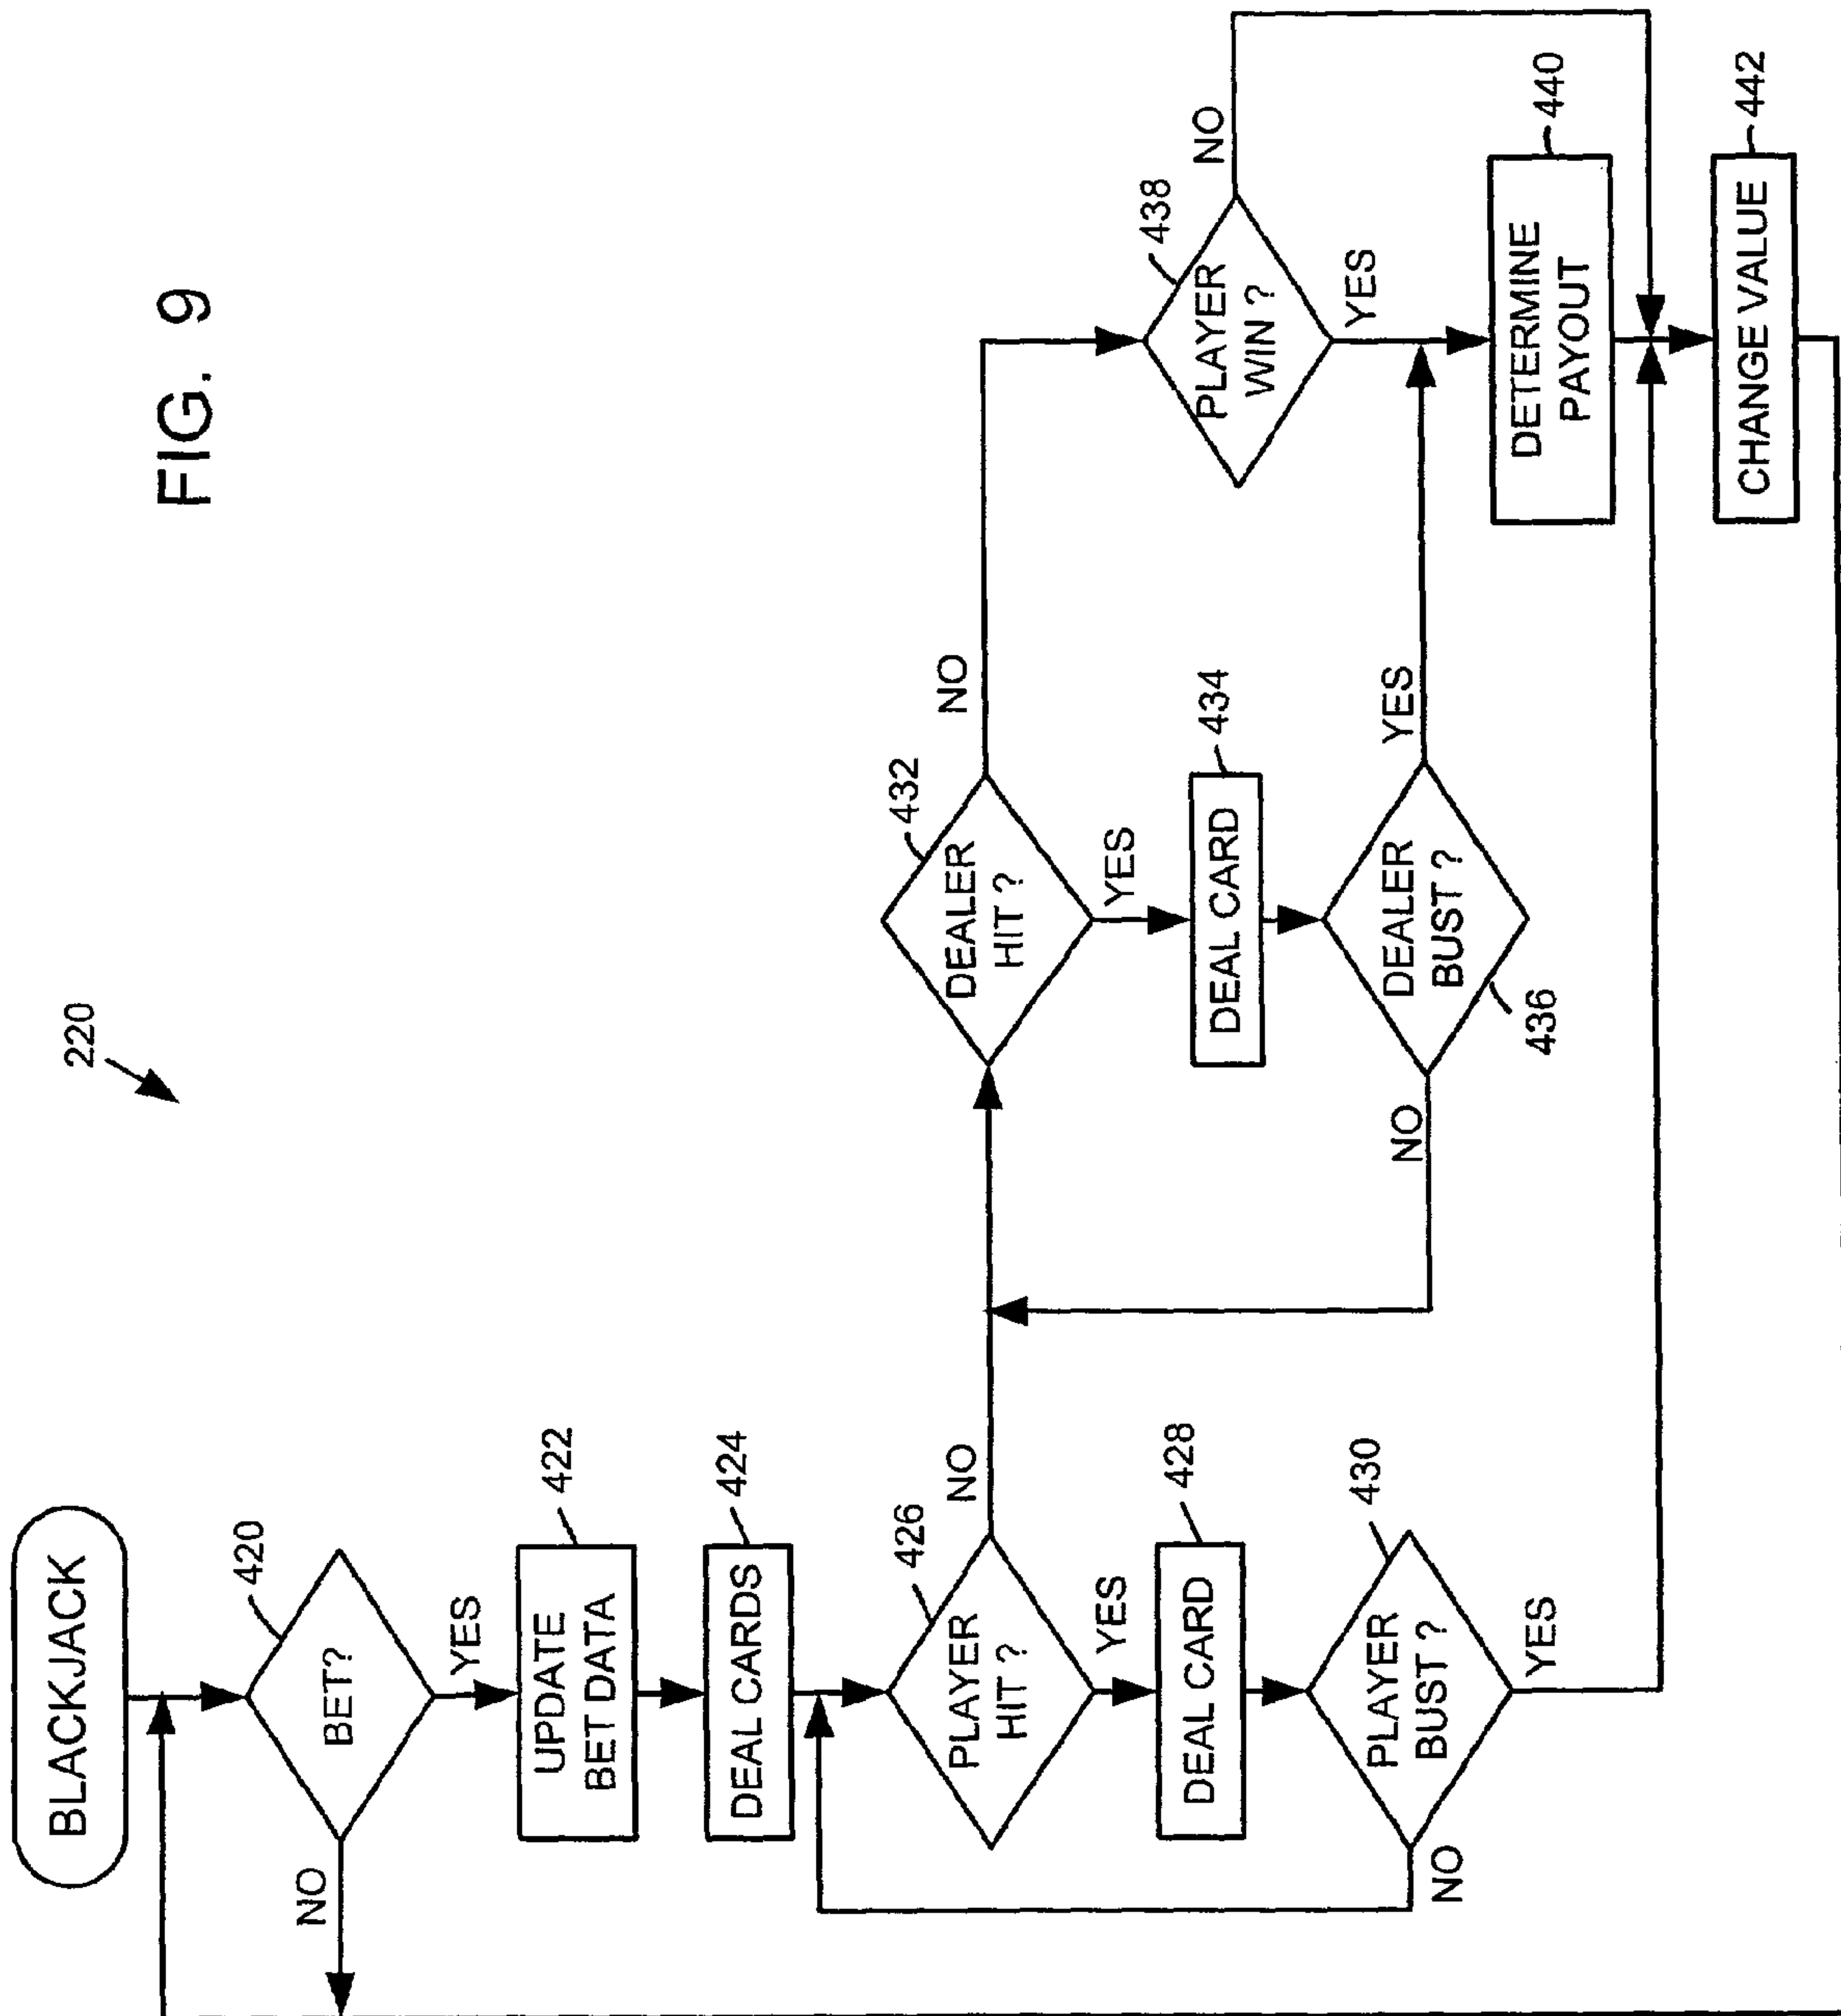 FIG. 9
220
BLACKJACK
BET?
420
NO
YES
UPDATE
BET DATA
422
DEAL CARDS
424
PLAYER
HIT ?
426
NO
YES
DEAL CARD
428
PLAYER
BUST ?
430
NO
YES
DEALER
HIT ?
432
NO
YES
DEAL CARD
434
DEALER
BUST ?
436
NO
YES
PLAYER
WIN ?
438
NO
YES
DETERMINE
PAYOUT
440
CHANGE VALUE
442